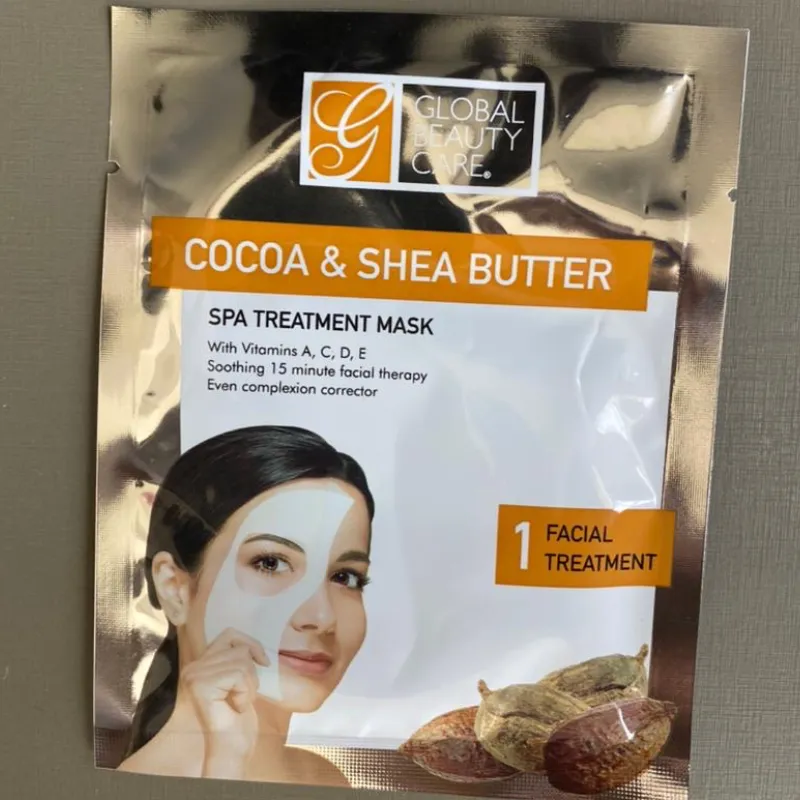 G
GLOBAL
BEAUTY
CARE®
COCOA & SHEA BUTTER
SPA TREATMENT MASK
With Vitamins A, C, D, E
Soothing 15 minute facial therapy
Even complexion corrector
1 FACIAL
TREATMENT